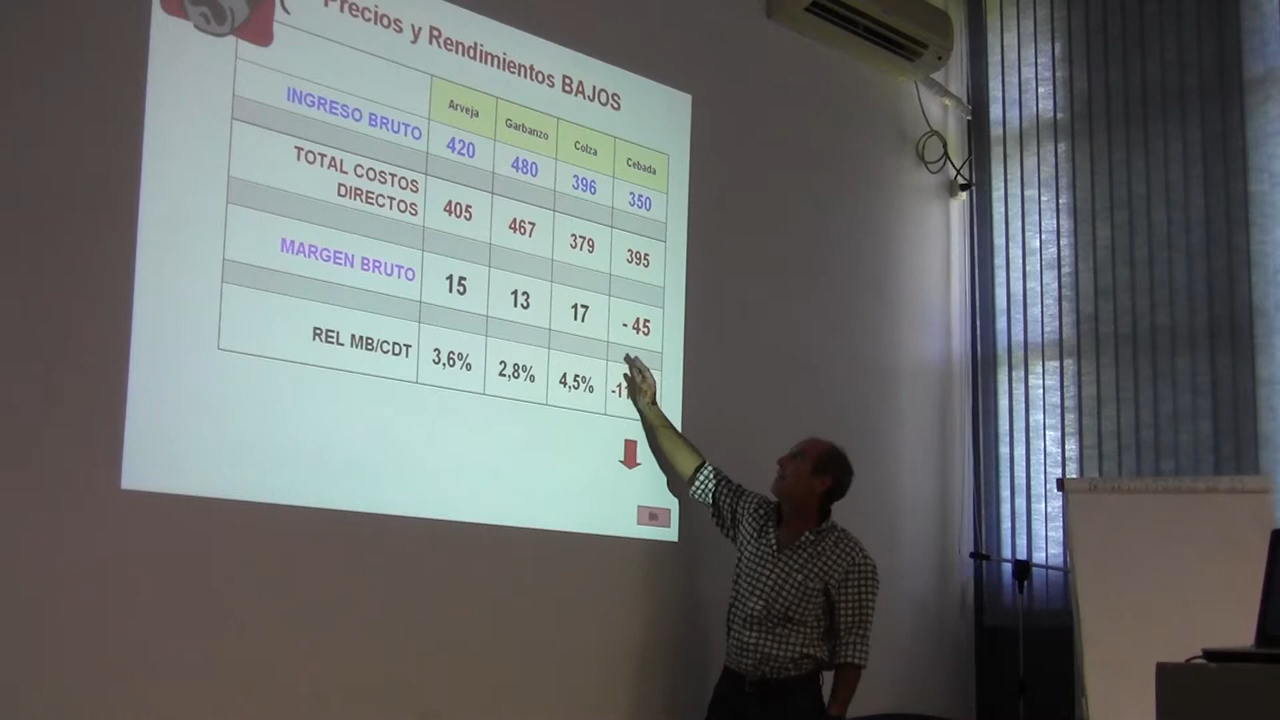 Precios y Rendimientos BAJOS
Arveja Garbanzo Colza Cebada
INGRESO BRUTO 420 480 396 350
TOTAL COSTOS
DIRECTOS 405 467 379 395
MARGEN BRUTO 15 13 17 - 45
REL MB/CDT 3,6% 2,8% 4,5%